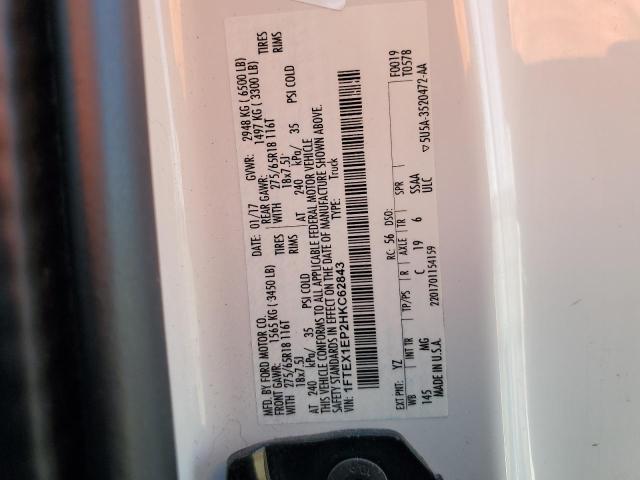 MFD. BY FORD MOTOR CO.
DATE: 01/17 GVWR: 2948 KG ( 6500 LB)
FRONT GAWR: 1565 KG ( 3450 LB) REAR GAWR: 1497 KG ( 3300 LB)
WITH 275/65R18 116T TIRES WITH 275/65R18 116T TIRES
18x7.5J RIMS 18x7.5J RIMS
AT 240 kPa/ 35 PSI COLD AT 240 kPa/ 35 PSI COLD
THIS VEHICLE CONFORMS TO ALL APPLICABLE FEDERAL MOTOR VEHICLE
SAFETY STANDARDS IN EFFECT ON THE DATE OF MANUFACTURE SHOWN ABOVE.
VIN: 1FTEX1EP2HKC62843 TYPE: Truck
EXT PNT: YZ RC: 56 DSO: F0019
WB INT TR TP/PS R AXLE TR SPR T0578
145 MG C 19 6 SSAA
2201701154159 ULC
MADE IN U.S.A. ▽5U5A-3520472-AA